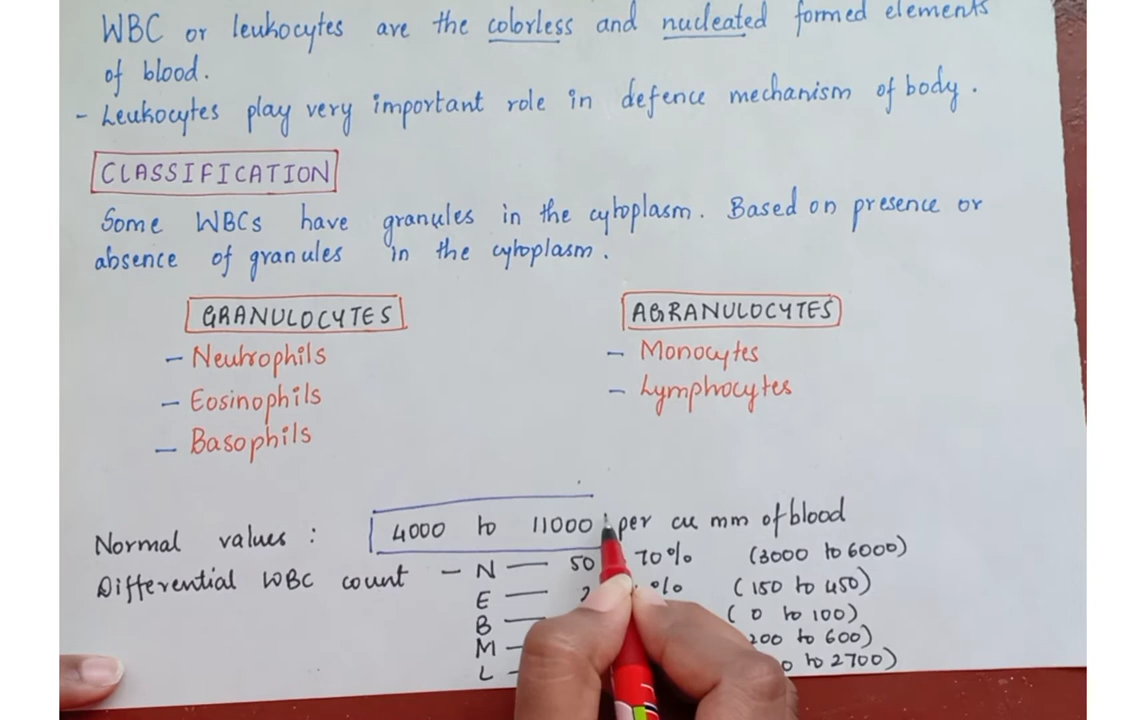 WBC or leukocytes are the colorless and nucleated formed elements
of blood.
- Leukocytes play very important role in defence mechanism of body.
CLASSIFICATION
Some WBCs have granules in the cytoplasm. Based on presence or
absence of granules in the cytoplasm.
GRANULOCYTES
- Neutrophils
- Eosinophils
- Basophils
AGRANULOCYTES
- Monocytes
- Lymphocytes
Normal values : 4000 to 11000 per cu mm of blood
Differential WBC count - N — 50 70% (3000 to 6000)
E — % (150 to 450)
B — ( 0 to 100)
M - 200 to 600)
L - 0 to 2700)